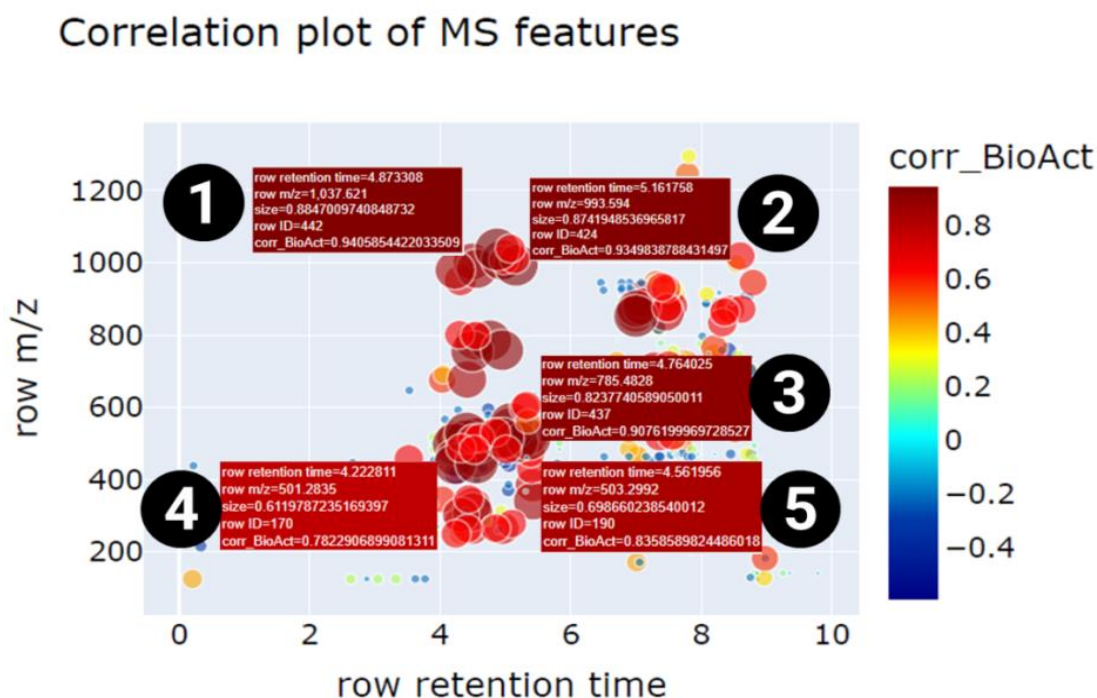 Correlation plot of MS features
corr_BioAct
1
row retention time=4.873308
row m/z=1,037.621
size=0.8847009740848732
row ID=442
corr_BioAct=0.9405854422033509
row retention time=5.161758
row m/z=993.594
size=0.8741948536965817
row ID=424
corr_BioAct=0.9349838788431497
2
row retention time=4.764025
row m/z=785.4828
size=0.8237740589050011
row ID=437
corr_BioAct=0.9076199969728527
3
4
row retention time=4.222811
row m/z=501.2835
size=0.6119787235169397
row ID=170
corr_BioAct=0.7822906899081311
row retention time=4.561956
row m/z=503.2992
size=0.698660238540012
row ID=190
corr_BioAct=0.8358589824486018
5
row m/z
1200
1000
800
600
400
200
0
2
4
6
8
10
row retention time
0.8
0.6
0.4
0.2
0
−0.2
−0.4